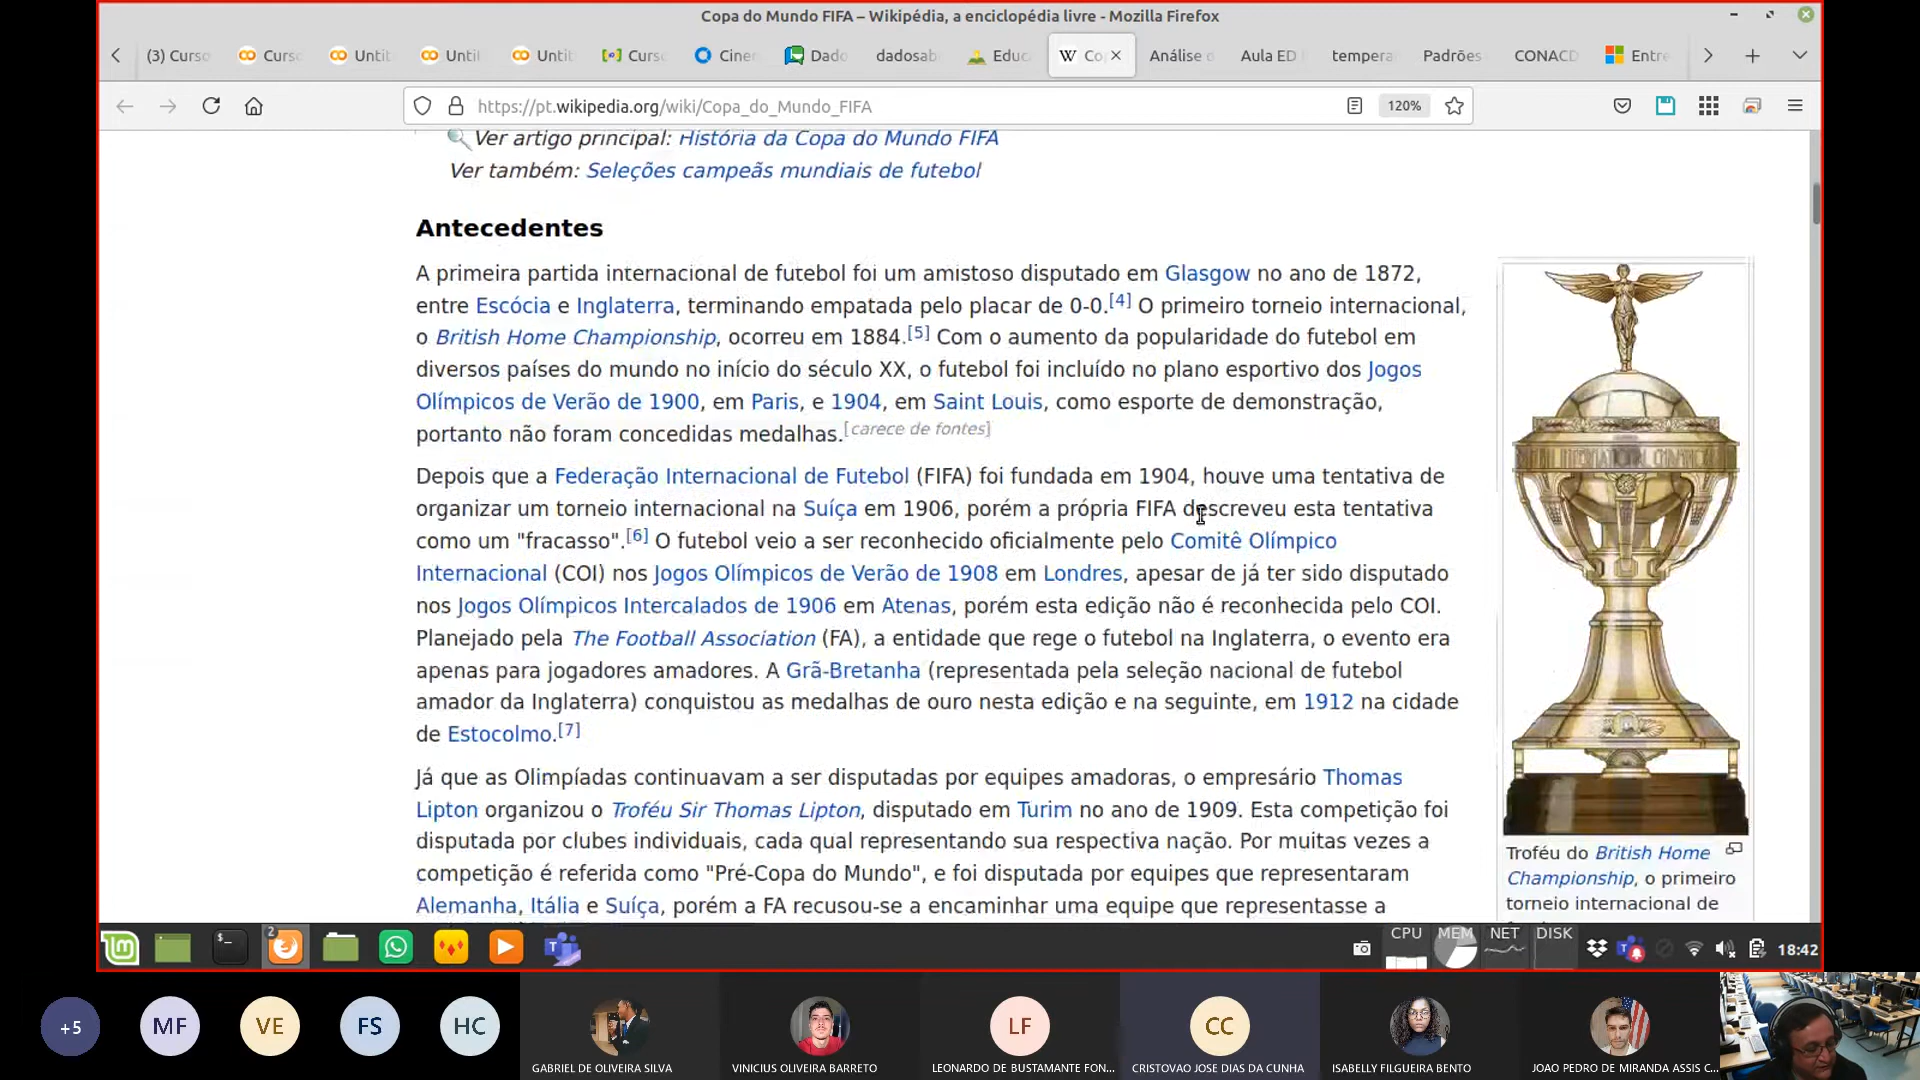 Copa do Mundo FIFA – Wikipédia, a enciclopédia livre - Mozilla Firefox
(3) Curso
Curso
Untit
Untit
Untit
Curso
Ciner
Dado
dadosab
Educ
Co
Análise d
Aula ED
tempera
Padrões
CONACD
Entre
https://pt.wikipedia.org/wiki/Copa_do_Mundo_FIFA
120%
Ver artigo principal: História da Copa do Mundo FIFA
Ver também: Seleções campeãs mundiais de futebol
Antecedentes
A primeira partida internacional de futebol foi um amistoso disputado em Glasgow no ano de 1872,
entre Escócia e Inglaterra, terminando empatada pelo placar de 0-0.[4] O primeiro torneio internacional,
o British Home Championship, ocorreu em 1884.[5] Com o aumento da popularidade do futebol em
diversos países do mundo no início do século XX, o futebol foi incluído no plano esportivo dos Jogos
Olímpicos de Verão de 1900, em Paris, e 1904, em Saint Louis, como esporte de demonstração,
portanto não foram concedidas medalhas.[carece de fontes]
Depois que a Federação Internacional de Futebol (FIFA) foi fundada em 1904, houve uma tentativa de
organizar um torneio internacional na Suíça em 1906, porém a própria FIFA descreveu esta tentativa
como um "fracasso".[6] O futebol veio a ser reconhecido oficialmente pelo Comitê Olímpico
Internacional (COI) nos Jogos Olímpicos de Verão de 1908 em Londres, apesar de já ter sido disputado
nos Jogos Olímpicos Intercalados de 1906 em Atenas, porém esta edição não é reconhecida pelo COI.
Planejado pela The Football Association (FA), a entidade que rege o futebol na Inglaterra, o evento era
apenas para jogadores amadores. A Grã-Bretanha (representada pela seleção nacional de futebol
amador da Inglaterra) conquistou as medalhas de ouro nesta edição e na seguinte, em 1912 na cidade
de Estocolmo.[7]
Já que as Olimpíadas continuavam a ser disputadas por equipes amadoras, o empresário Thomas
Lipton organizou o Troféu Sir Thomas Lipton, disputado em Turim no ano de 1909. Esta competição foi
disputada por clubes individuais, cada qual representando sua respectiva nação. Por muitas vezes a
competição é referida como "Pré-Copa do Mundo", e foi disputada por equipes que representaram
Alemanha, Itália e Suíça, porém a FA recusou-se a encaminhar uma equipe que representasse a
Troféu do British Home
Championship, o primeiro
torneio internacional de
2
CPU
MEM
NET
DISK
18:42
+5
MF
VE
FS
HC
LF
CC
GABRIEL DE OLIVEIRA SILVA
VINICIUS OLIVEIRA BARRETO
LEONARDO DE BUSTAMANTE FON...
CRISTOVAO JOSE DIAS DA CUNHA
ISABELLY FILGUEIRA BENTO
JOAO PEDRO DE MIRANDA ASSIS C...